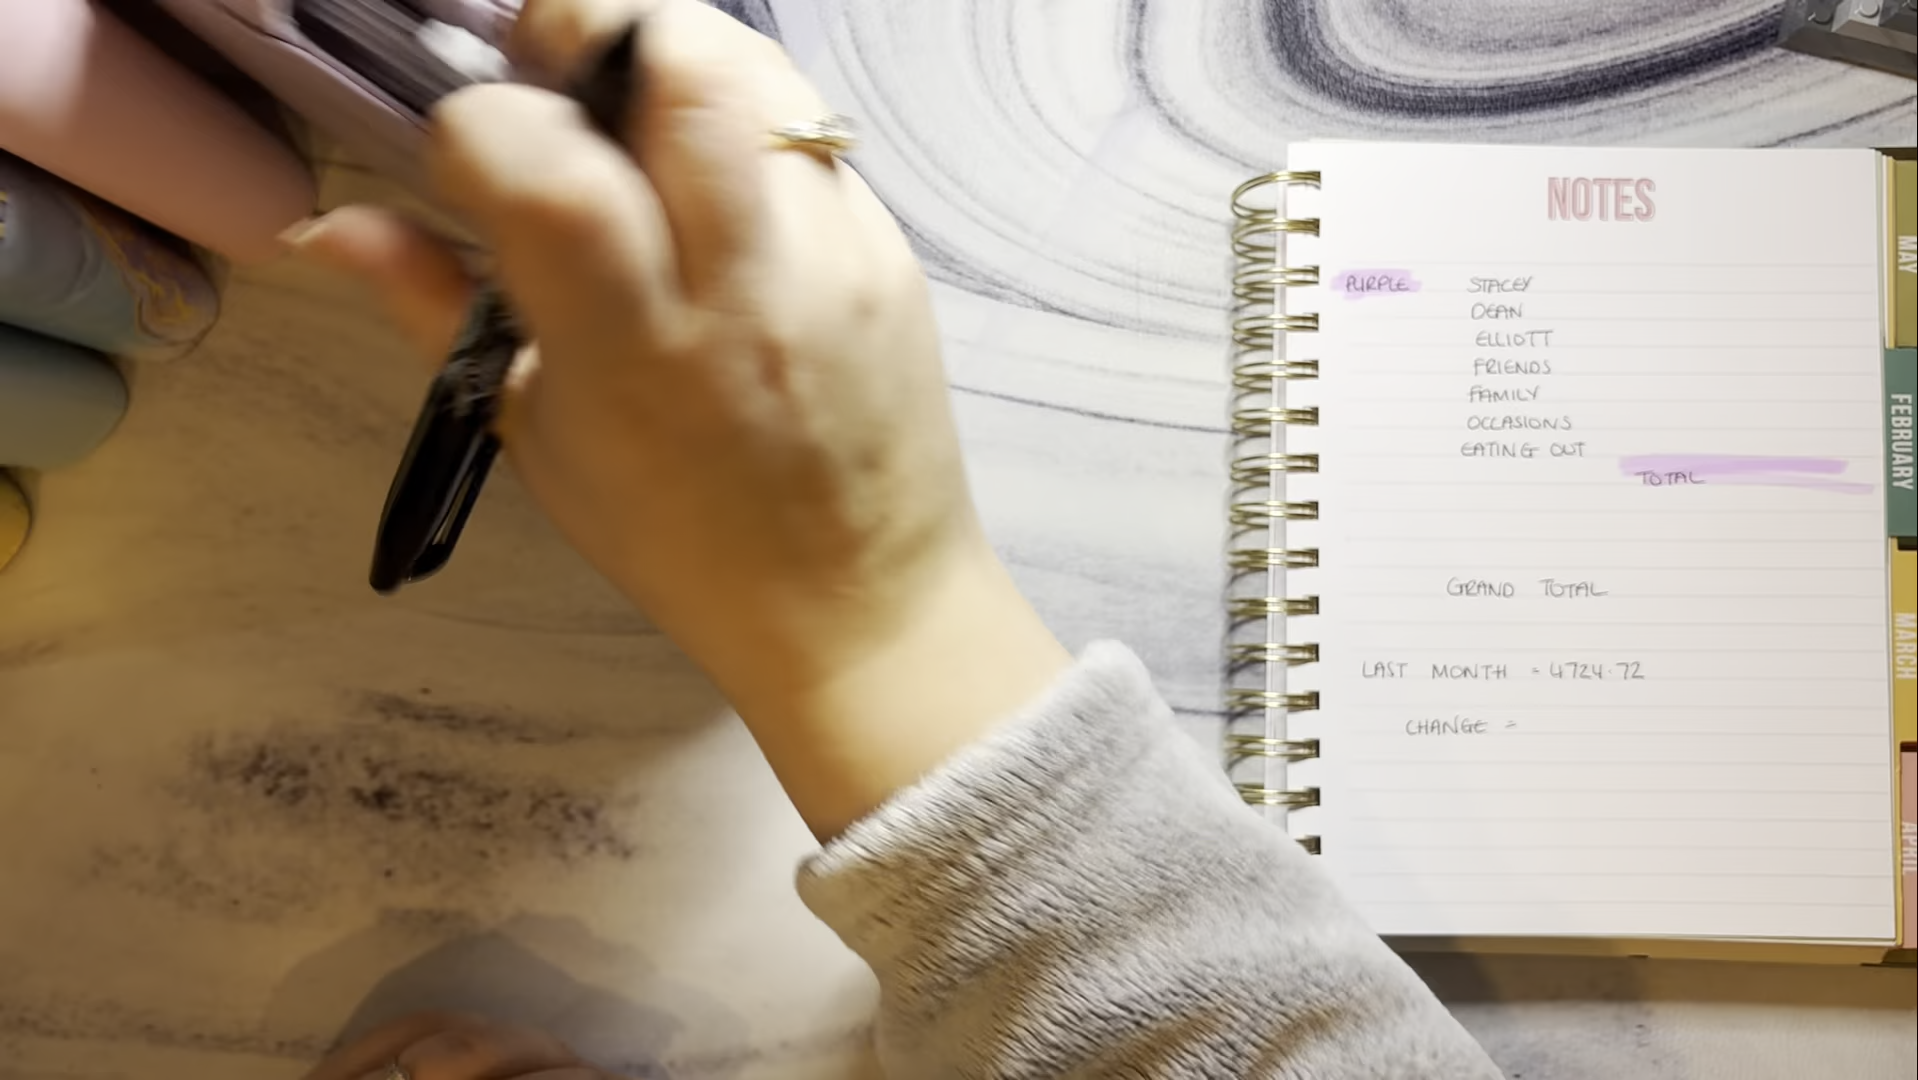 NOTES
PURPLE STACEY
DEAN
ELLIOTT
FRIENDS
FAMILY
OCCASIONS
EATING OUT
TOTAL
GRAND TOTAL
LAST MONTH = 4724.72
CHANGE =
MAY
FEBRUARY
MARCH
APRIL